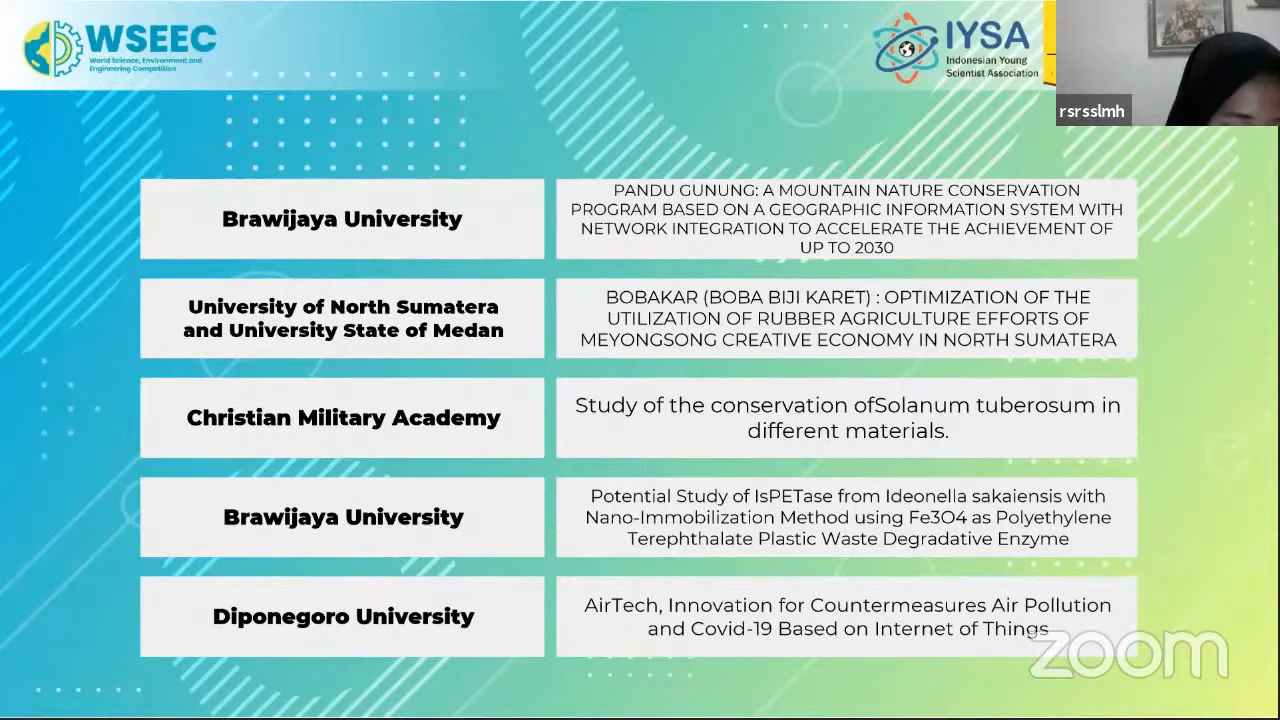 WSEEC
World Science, Environment and
Engineering Competition
IYSA
Indonesian Young
Scientist Association
rsrsslmh
Brawijaya University
PANDU GUNUNG: A MOUNTAIN NATURE CONSERVATION
PROGRAM BASED ON A GEOGRAPHIC INFORMATION SYSTEM WITH
NETWORK INTEGRATION TO ACCELERATE THE ACHIEVEMENT OF
UP TO 2030
University of North Sumatera
and University State of Medan
BOBAKAR (BOBA BIJI KARET) : OPTIMIZATION OF THE
UTILIZATION OF RUBBER AGRICULTURE EFFORTS OF
MEYONGSONG CREATIVE ECONOMY IN NORTH SUMATERA
Christian Military Academy
Study of the conservation ofSolanum tuberosum in
different materials.
Brawijaya University
Potential Study of IsPETase from Ideonella sakaiensis with
Nano-Immobilization Method using Fe3O4 as Polyethylene
Terephthalate Plastic Waste Degradative Enzyme
Diponegoro University
AirTech, Innovation for Countermeasures Air Pollution
and Covid-19 Based on Internet of Things
zoom